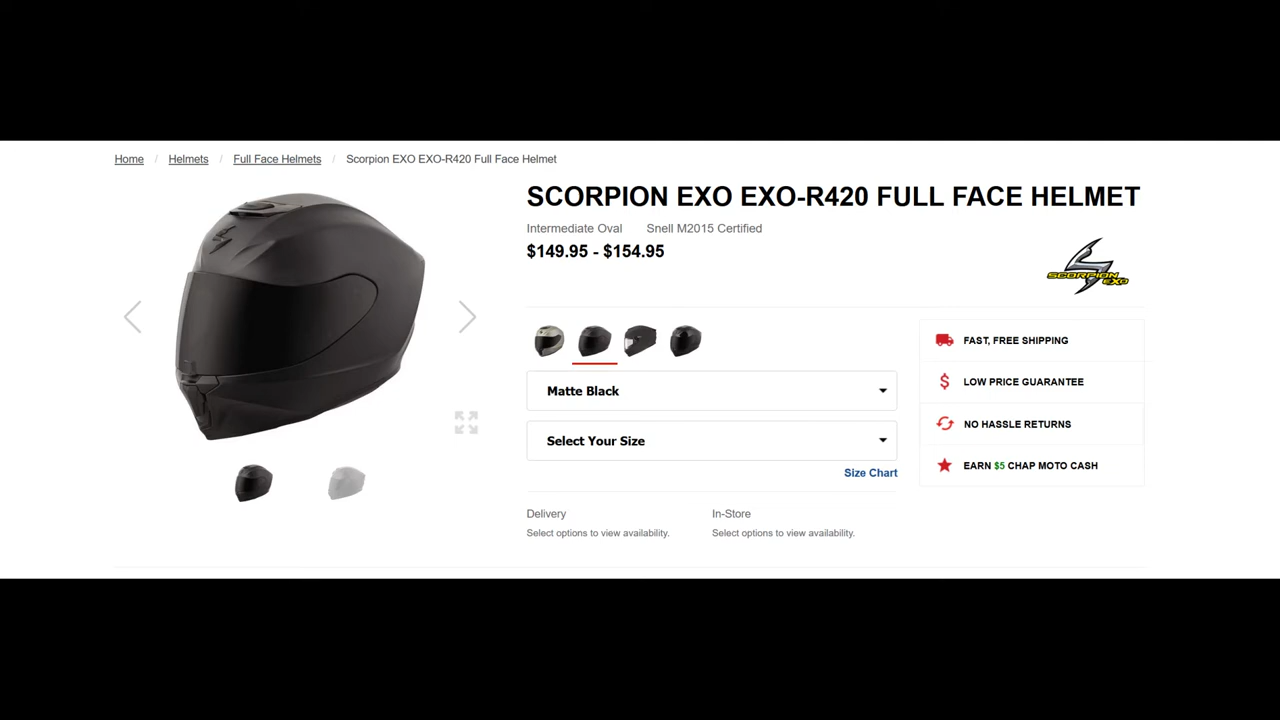 Home / Helmets / Full Face Helmets / Scorpion EXO EXO-R420 Full Face Helmet
SCORPION EXO EXO-R420 FULL FACE HELMET
Intermediate Oval Snell M2015 Certified
$149.95 - $154.95
SCORPION EXO
Matte Black
Select Your Size
Size Chart
Delivery
Select options to view availability.
In-Store
Select options to view availability.
FAST, FREE SHIPPING
$ LOW PRICE GUARANTEE
NO HASSLE RETURNS
EARN $5 CHAP MOTO CASH